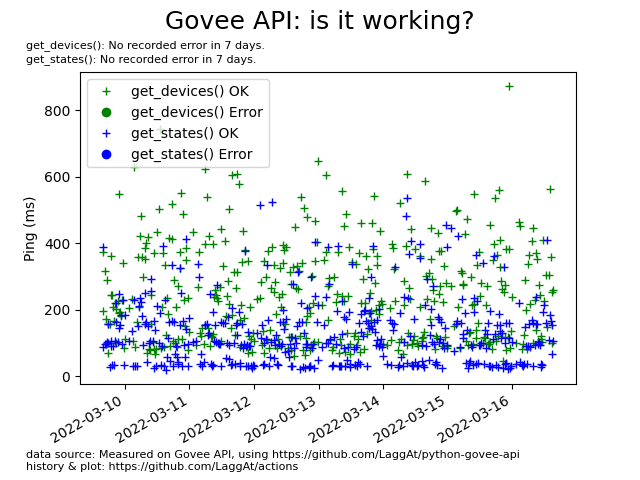 Govee API: is it working?
get_devices(): No recorded error in 7 days.
get_states(): No recorded error in 7 days.
get_devices() OK
get_devices() Error
get_states() OK
get_states() Error
Ping (ms)
800
600
400
200
0
2022-03-10
2022-03-11
2022-03-12
2022-03-13
2022-03-14
2022-03-15
2022-03-16
data source: Measured on Govee API, using https://github.com/LaggAt/python-govee-api
history & plot: https://github.com/LaggAt/actions